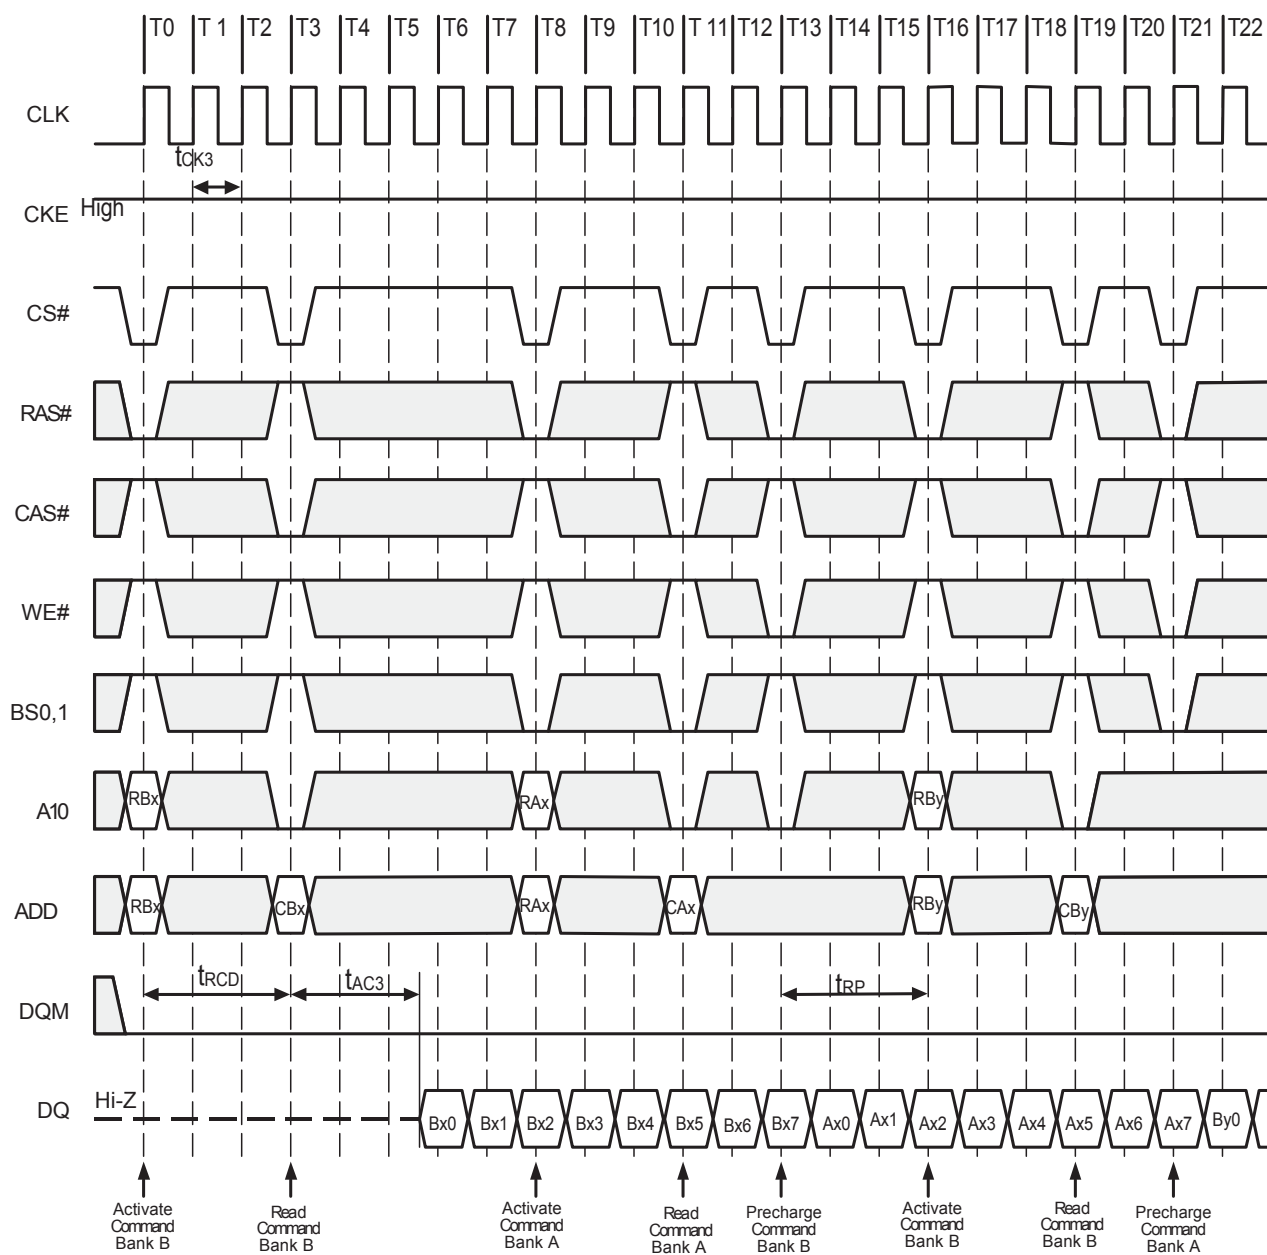 T0 T 1 T2 T3 T4 T5 T6 T7 T8 T9 T10 T 11 T12 T13 T14 T15 T16 T17 T18 T19 T20 T21 T22
CLK
tCK3
CKE High
CS#
RAS#
CAS#
WE#
BS0,1
A10 RBx RAx RBy
ADD RBx CBx RAx CAx RBy CBy
tRCD tAC3 tRP
DQM
Hi-Z
DQ Bx0 Bx1 Bx2 Bx3 Bx4 Bx5 Bx6 Bx7 Ax0 Ax1 Ax2 Ax3 Ax4 Ax5 Ax6 Ax7 By0
Activate
Command
Bank B
Read
Command
Bank B
Activate
Command
Bank A
Read
Command
Bank A
Precharge
Command
Bank B
Activate
Command
Bank B
Read
Command
Bank B
Precharge
Command
Bank A